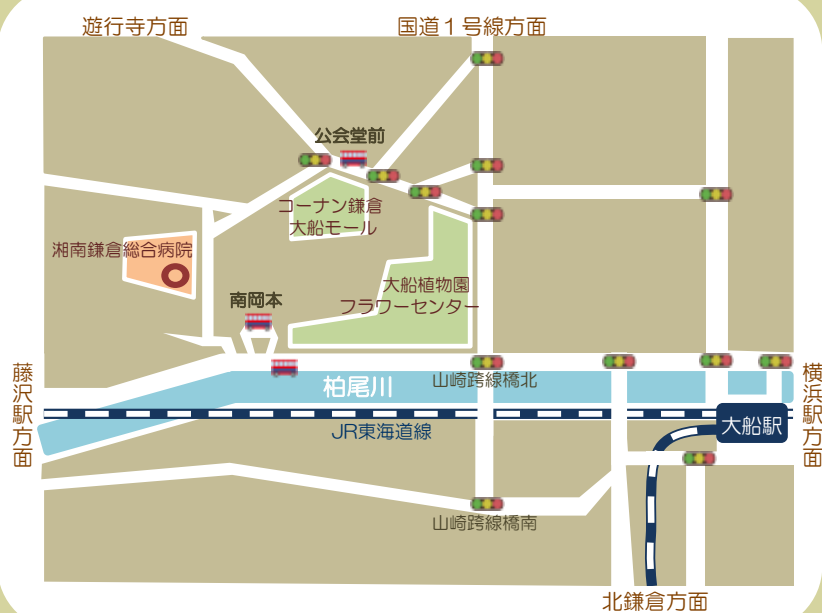 遊行寺方面
国道１号線方面
公会堂前
コーナン鎌倉
大船モール
湘南鎌倉総合病院
大船植物園
フラワーセンター
南岡本
藤沢駅方面
柏尾川
山崎跨線橋北
横浜駅方面
大船駅
JR東海道線
山崎跨線橋南
北鎌倉方面